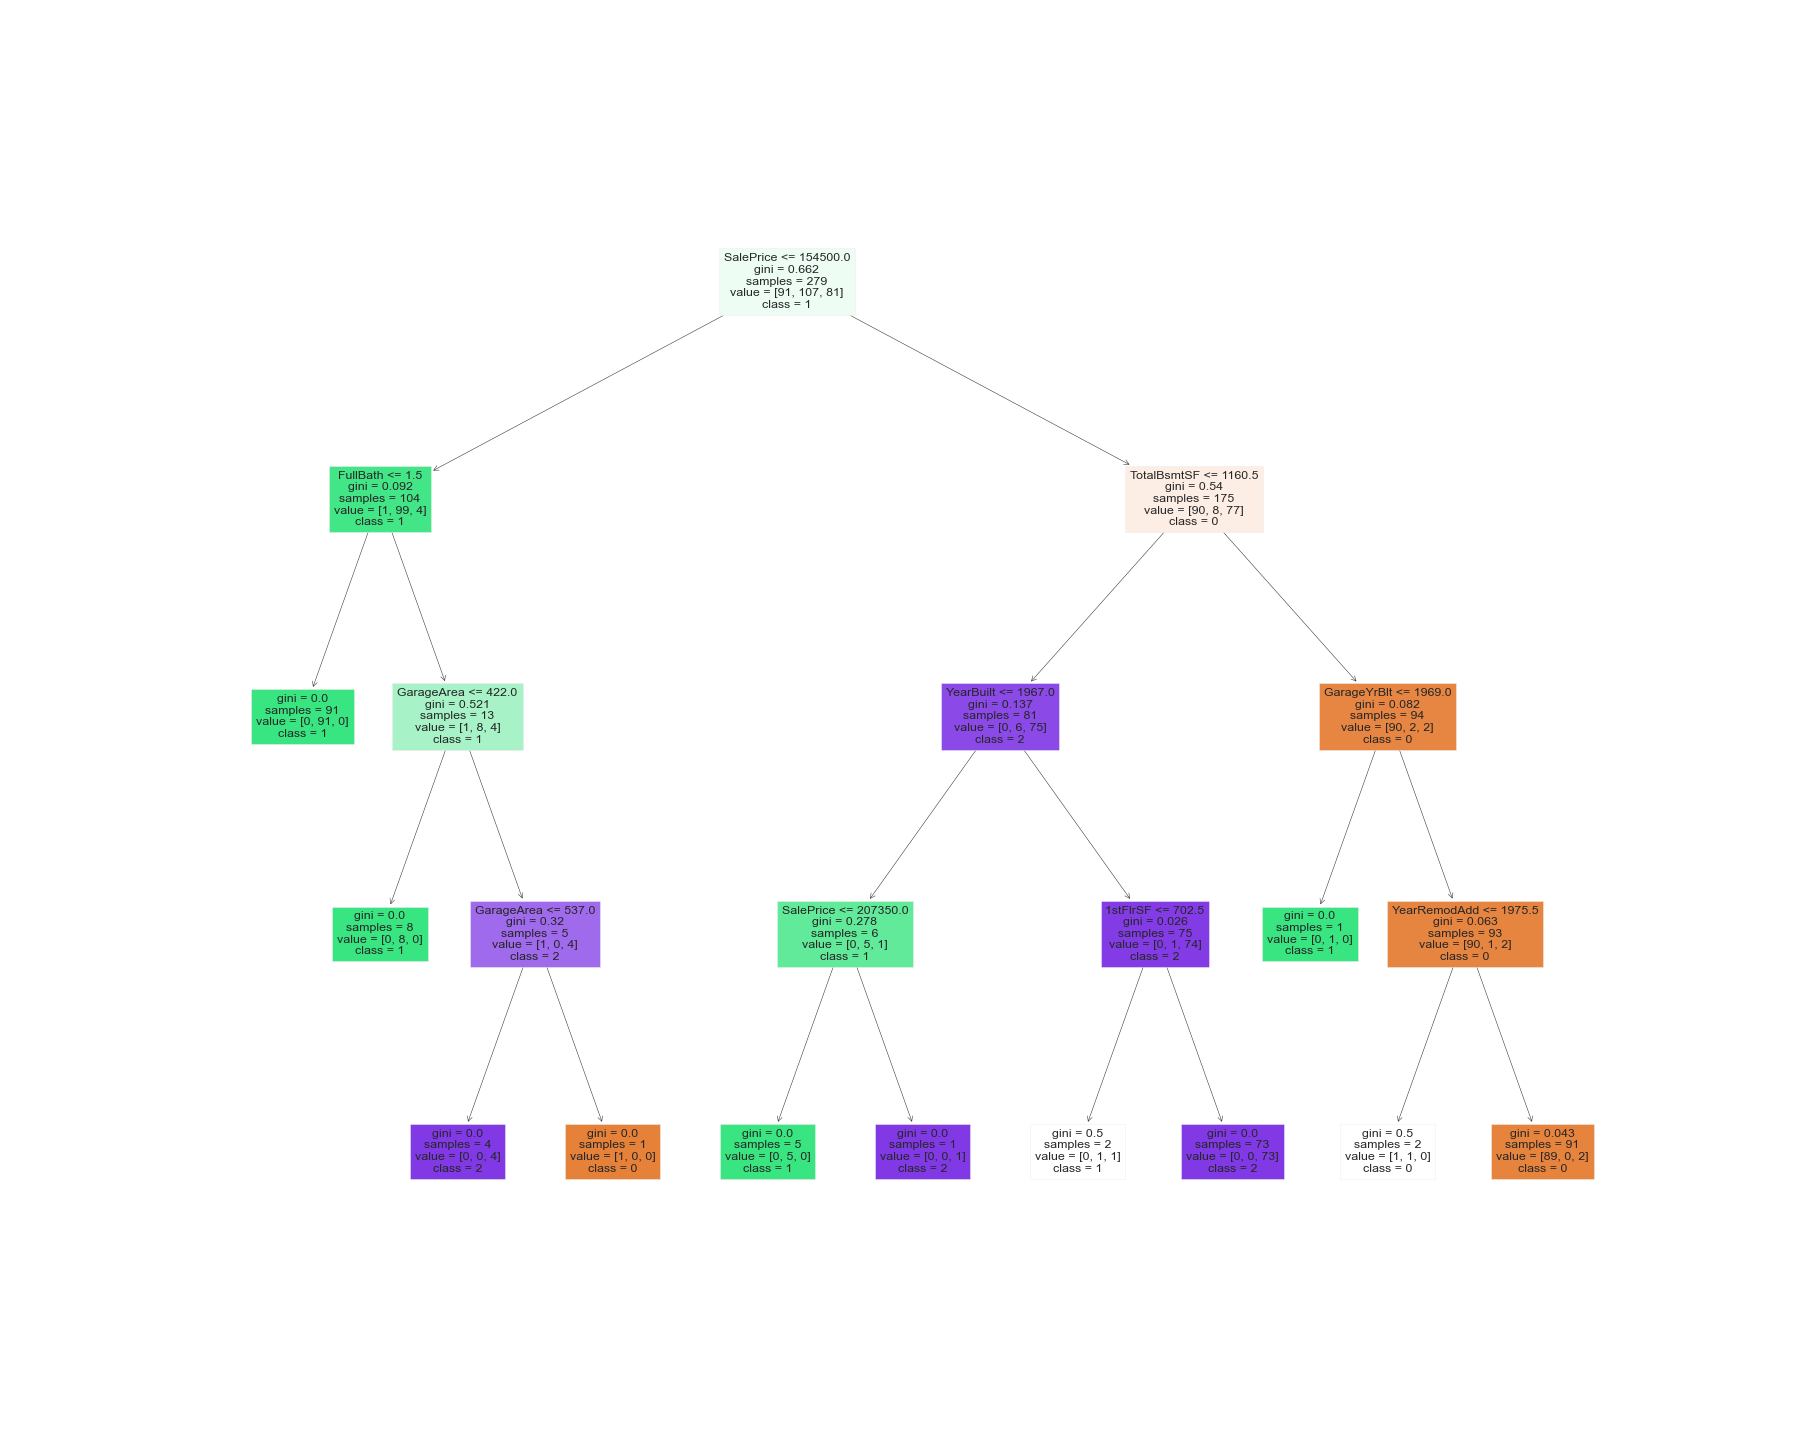 SalePrice <= 154500.0
gini = 0.662
samples = 279
value = [91, 107, 81]
class = 1
FullBath <= 1.5
gini = 0.092
samples = 104
value = [1, 99, 4]
class = 1
TotalBsmtSF <= 1160.5
gini = 0.54
samples = 175
value = [90, 8, 77]
class = 0
gini = 0.0
samples = 91
value = [0, 91, 0]
class = 1
GarageArea <= 422.0
gini = 0.521
samples = 13
value = [1, 8, 4]
class = 1
YearBuilt <= 1967.0
gini = 0.137
samples = 81
value = [0, 6, 75]
class = 2
GarageYrBlt <= 1969.0
gini = 0.082
samples = 94
value = [90, 2, 2]
class = 0
gini = 0.0
samples = 8
value = [0, 8, 0]
class = 1
GarageArea <= 537.0
gini = 0.32
samples = 5
value = [1, 0, 4]
class = 2
SalePrice <= 207350.0
gini = 0.278
samples = 6
value = [0, 5, 1]
class = 1
1stFlrSF <= 702.5
gini = 0.026
samples = 75
value = [0, 1, 74]
class = 2
gini = 0.0
samples = 1
value = [0, 1, 0]
class = 1
YearRemodAdd <= 1975.5
gini = 0.063
samples = 93
value = [90, 1, 2]
class = 0
gini = 0.0
samples = 4
value = [0, 0, 4]
class = 2
gini = 0.0
samples = 1
value = [1, 0, 0]
class = 0
gini = 0.0
samples = 5
value = [0, 5, 0]
class = 1
gini = 0.0
samples = 1
value = [0, 0, 1]
class = 2
gini = 0.5
samples = 2
value = [0, 1, 1]
class = 1
gini = 0.0
samples = 73
value = [0, 0, 73]
class = 2
gini = 0.5
samples = 2
value = [1, 1, 0]
class = 0
gini = 0.043
samples = 91
value = [89, 0, 2]
class = 0